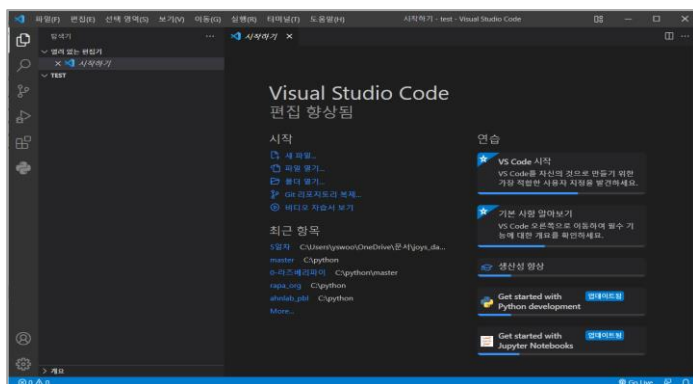 파일(F) 편집(E) 선택 영역(S) 보기(V) 이동(G) 실행(R) 터미널(T) 도움말(H) 시작하기 - test - Visual Studio Code
탐색기
시작하기
열려 있는 편집기
시작하기
TEST
Visual Studio Code
편집 향상됨
시작
새 파일...
파일 열기...
폴더 열기...
Git 리포지토리 복제...
비디오 자습서 보기
최근 항목
5일차 C:\Users\yswoo\OneDrive\문서\joys_da...
master C:\python
0-라즈베리파이 C:\python\master
rapa_org C:\python
ahnlab_pbl C:\python
More...
연습
VS Code 시작
VS Code를 자신의 것으로 만들기 위한
가장 적합한 사용자 지정을 발견하세요.
기본 사항 알아보기
VS Code 오른쪽으로 이동하여 필수 기
능에 대한 개요를 확인하세요.
생산성 향상
Get started with
Python development
업데이트됨
Get started with
Jupyter Notebooks
업데이트됨
개요
0 0
Go Live